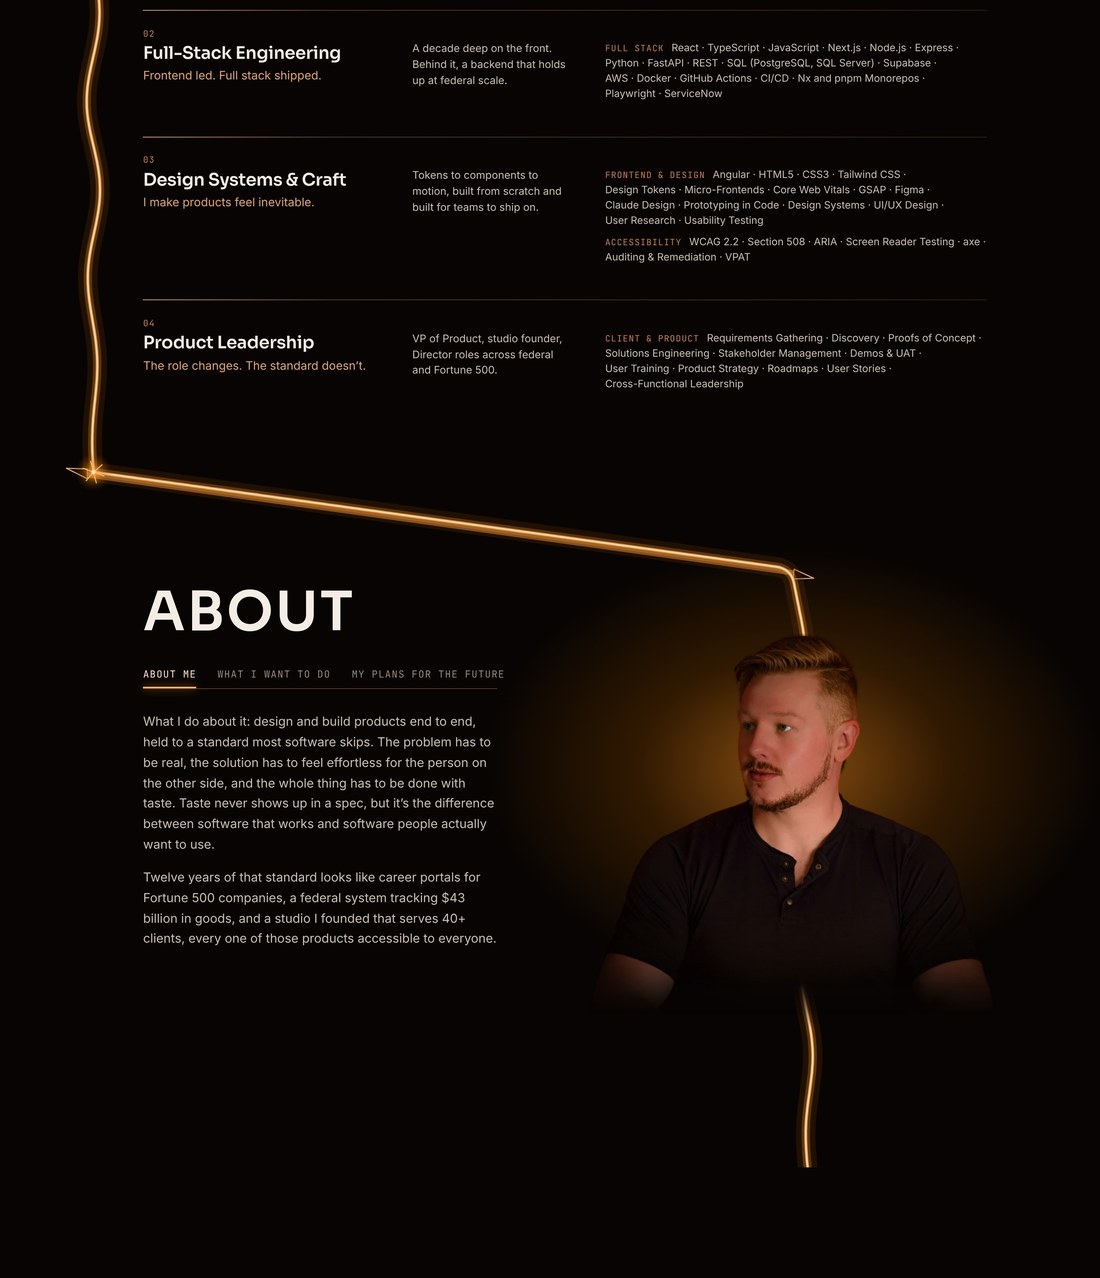 02
Full-Stack Engineering
Frontend led. Full stack shipped.
A decade deep on the front.
Behind it, a backend that holds
up at federal scale.
FULL STACK React · TypeScript · JavaScript · Next.js · Node.js · Express ·
Python · FastAPI · REST · SQL (PostgreSQL, SQL Server) · Supabase ·
AWS · Docker · GitHub Actions · CI/CD · Nx and pnpm Monorepos ·
Playwright · ServiceNow
03
Design Systems & Craft
I make products feel inevitable.
Tokens to components to
motion, built from scratch and
built for teams to ship on.
FRONTEND & DESIGN Angular · HTML5 · CSS3 · Tailwind CSS ·
Design Tokens · Micro-Frontends · Core Web Vitals · GSAP · Figma ·
Claude Design · Prototyping in Code · Design Systems · UI/UX Design ·
User Research · Usability Testing
ACCESSIBILITY WCAG 2.2 · Section 508 · ARIA · Screen Reader Testing · axe ·
Auditing & Remediation · VPAT
04
Product Leadership
The role changes. The standard doesn’t.
VP of Product, studio founder,
Director roles across federal
and Fortune 500.
CLIENT & PRODUCT Requirements Gathering · Discovery · Proofs of Concept ·
Solutions Engineering · Stakeholder Management · Demos & UAT ·
User Training · Product Strategy · Roadmaps · User Stories ·
Cross-Functional Leadership
ABOUT
ABOUT ME WHAT I WANT TO DO MY PLANS FOR THE FUTURE
What I do about it: design and build products end to end,
held to a standard most software skips. The problem has to
be real, the solution has to feel effortless for the person on
the other side, and the whole thing has to be done with
taste. Taste never shows up in a spec, but it’s the difference
between software that works and software people actually
want to use.
Twelve years of that standard looks like career portals for
Fortune 500 companies, a federal system tracking $43
billion in goods, and a studio I founded that serves 40+
clients, every one of those products accessible to everyone.